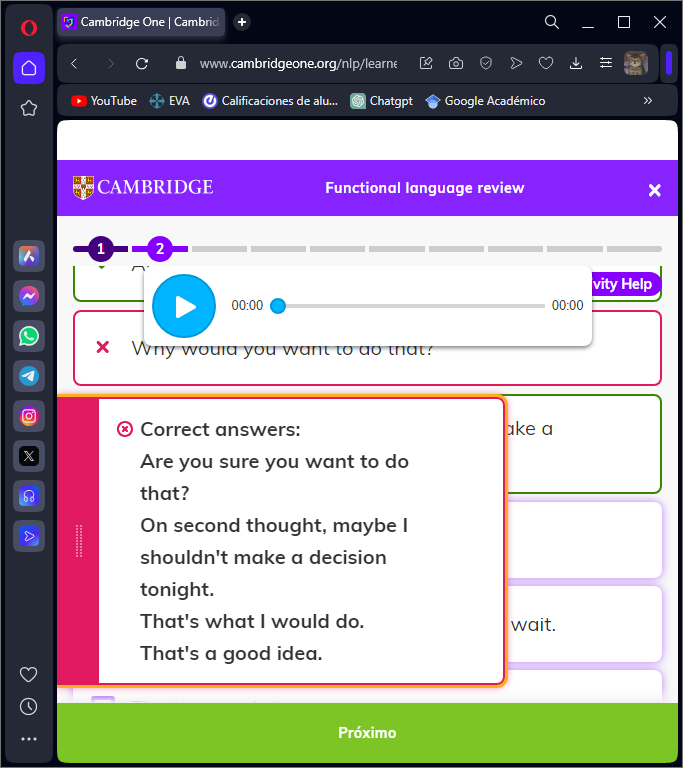 Cambridge One | Cambrid
www.cambridgeone.org/nlp/learne
YouTube EVA Calificaciones de alu... Chatgpt Google Académico »
CAMBRIDGE Functional language review
1 2
vity Help
00:00 00:00
Why would you want to do that?
Correct answers:
Are you sure you want to do
that?
On second thought, maybe I
shouldn't make a decision
tonight.
That's what I would do.
That's a good idea.
ake a
wait.
Próximo